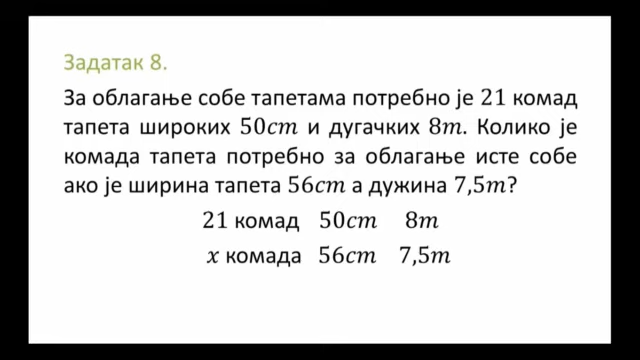 Задатак 8.
За облагање собе тапетама потребно је 21 комад
тапета широких 50cm и дугачких 8m. Колико је
комада тапета потребно за облагање исте собе
ако је ширина тапета 56cm а дужина 7,5m?
21 комад 50cm 8m
x комада 56cm 7,5m